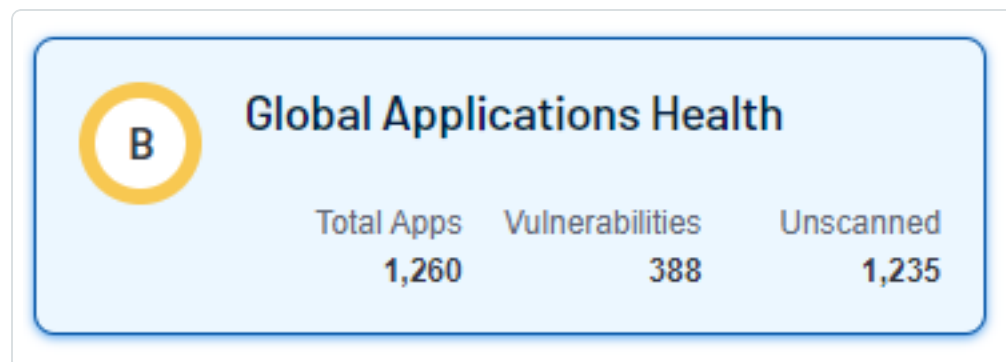 B
Global Applications Health
Total Apps Vulnerabilities Unscanned
1,260 388 1,235